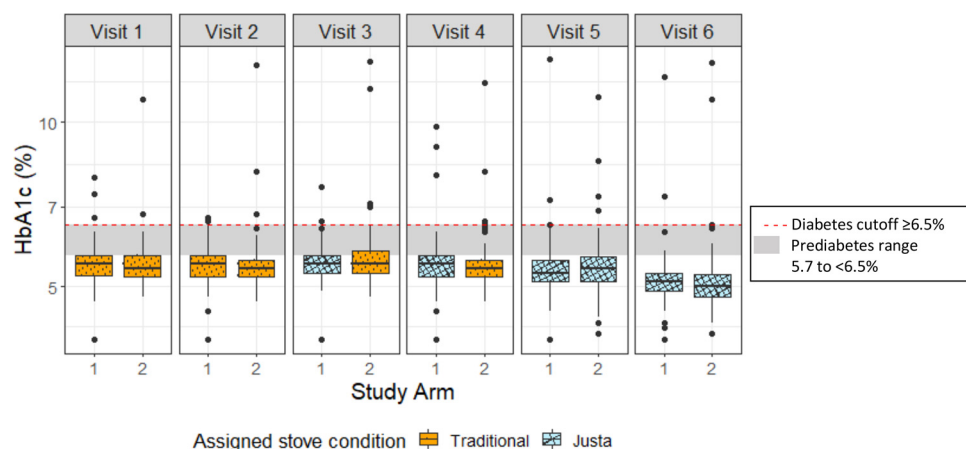 Visit 1 Visit 2 Visit 3 Visit 4 Visit 5 Visit 6
HbA1c (%)
10
7
5
1 2 1 2 1 2 1 2 1 2 1 2
Study Arm
Assigned stove condition Traditional Justa
Diabetes cutoff ≥6.5%
Prediabetes range
5.7 to <6.5%